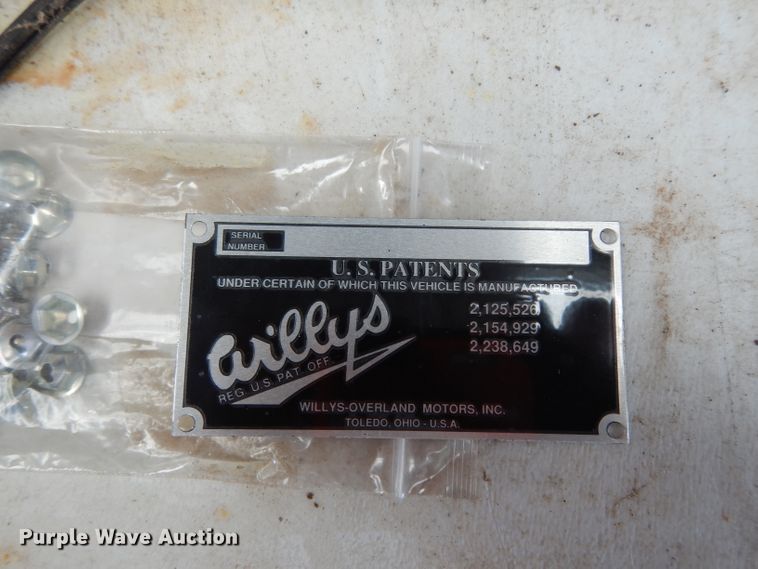 SERIAL
NUMBER
U. S. PATENTS
UNDER CERTAIN OF WHICH THIS VEHICLE IS MANUFACTURED
2,125,526
2,154,929
2,238,649
Willys
REG. U.S. PAT. OFF.
WILLYS-OVERLAND MOTORS, INC.
TOLEDO, OHIO - U.S.A.
Purple Wave Auction